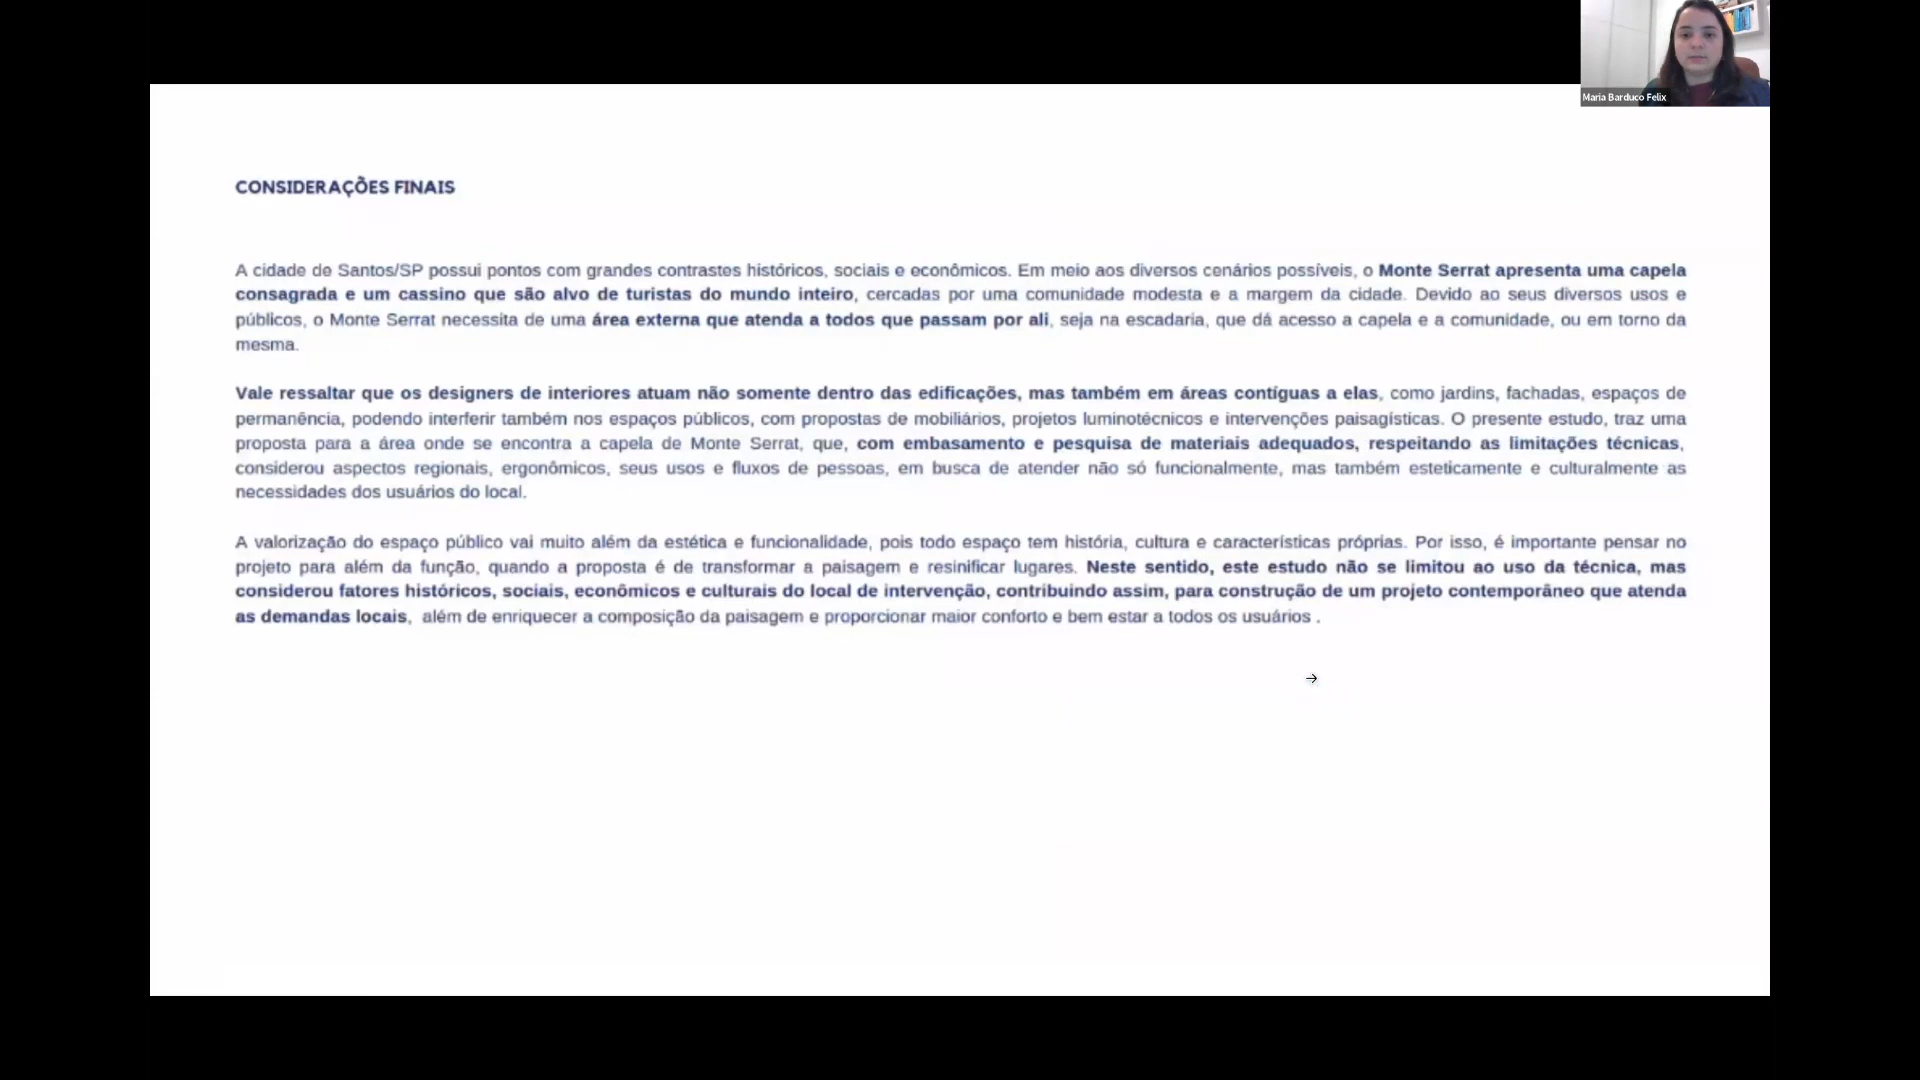 Maria Barduco Felix
CONSIDERAÇÕES FINAIS
A cidade de Santos/SP possui pontos com grandes contrastes históricos, sociais e econômicos. Em meio aos diversos cenários possíveis, o Monte Serrat apresenta uma capela
consagrada e um cassino que são alvo de turistas do mundo inteiro, cercadas por uma comunidade modesta e a margem da cidade. Devido ao seus diversos usos e
públicos, o Monte Serrat necessita de uma área externa que atenda a todos que passam por ali, seja na escadaria, que dá acesso a capela e a comunidade, ou em torno da
mesma.
Vale ressaltar que os designers de interiores atuam não somente dentro das edificações, mas também em áreas contíguas a elas, como jardins, fachadas, espaços de
permanência, podendo interferir também nos espaços públicos, com propostas de mobiliários, projetos luminotécnicos e intervenções paisagísticas. O presente estudo, traz uma
proposta para a área onde se encontra a capela de Monte Serrat, que, com embasamento e pesquisa de materiais adequados, respeitando as limitações técnicas,
considerou aspectos regionais, ergonômicos, seus usos e fluxos de pessoas, em busca de atender não só funcionalmente, mas também esteticamente e culturalmente as
necessidades dos usuários do local.
A valorização do espaço público vai muito além da estética e funcionalidade, pois todo espaço tem história, cultura e características próprias. Por isso, é importante pensar no
projeto para além da função, quando a proposta é de transformar a paisagem e resinificar lugares. Neste sentido, este estudo não se limitou ao uso da técnica, mas
considerou fatores históricos, sociais, econômicos e culturais do local de intervenção, contribuindo assim, para construção de um projeto contemporâneo que atenda
as demandas locais, além de enriquecer a composição da paisagem e proporcionar maior conforto e bem estar a todos os usuários .